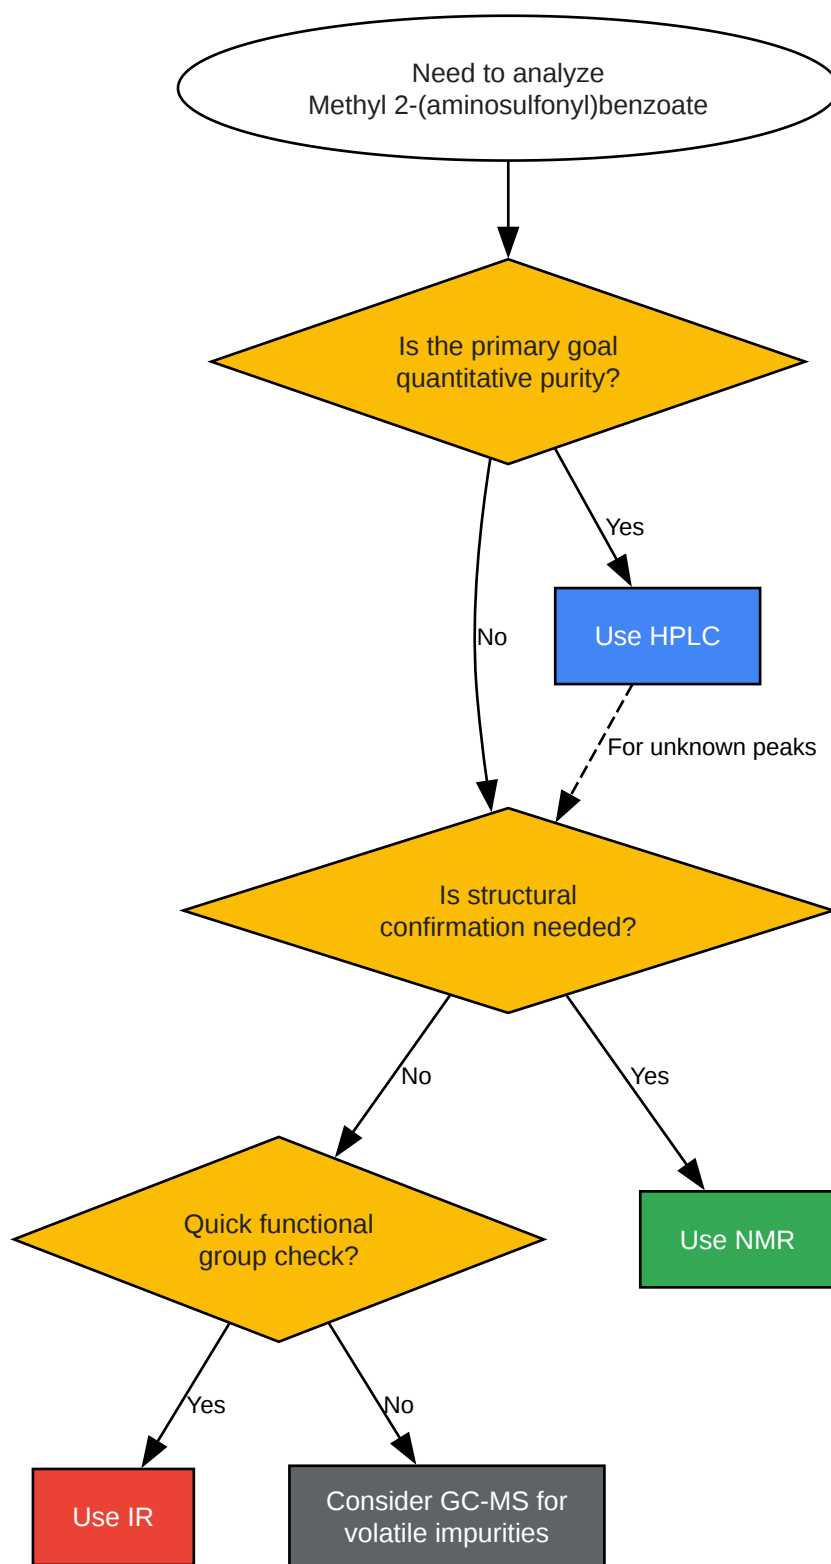 Need to analyze
Methyl 2-(aminosulfonyl)benzoate
Is the primary goal
quantitative purity?
Yes
Use HPLC
No
For unknown peaks
Is structural
confirmation needed?
No
Yes
Quick functional
group check?
Use NMR
Yes
No
Use IR
Consider GC-MS for
volatile impurities